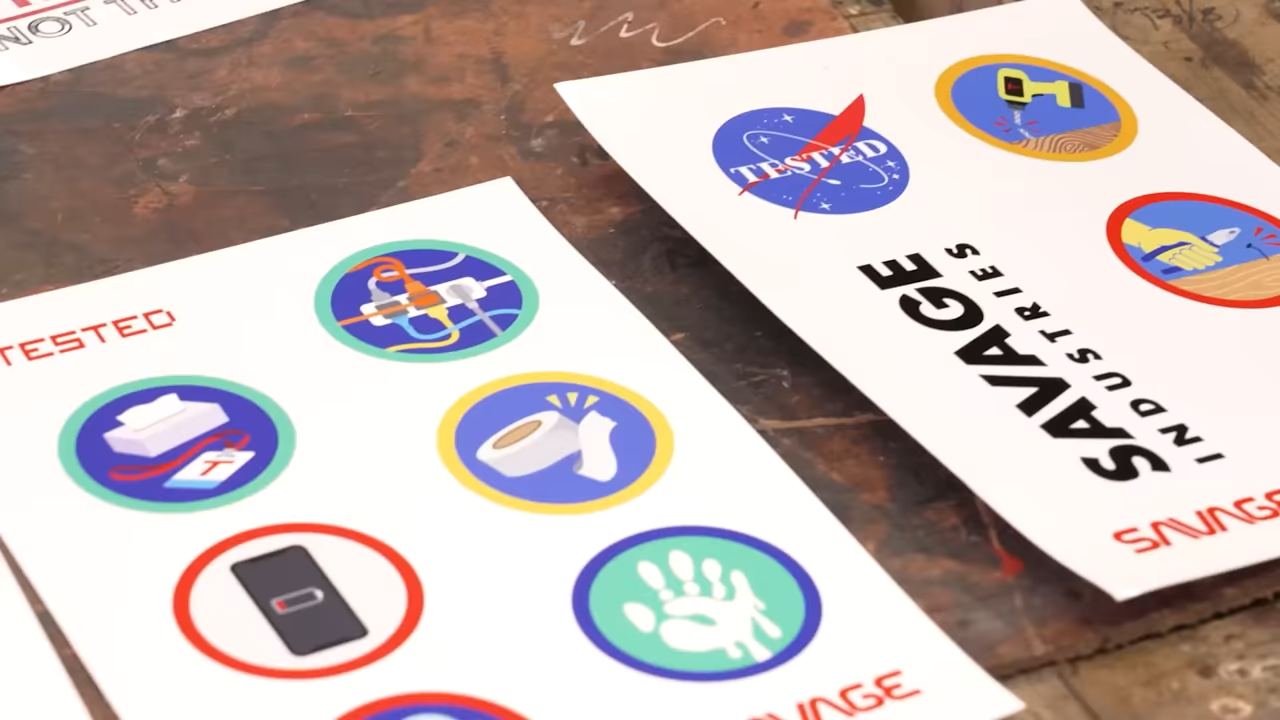 NOT TH
TESTED
T
SAVAGE
TESTED
SAVAGE
INDUSTRIES
SAVAGE